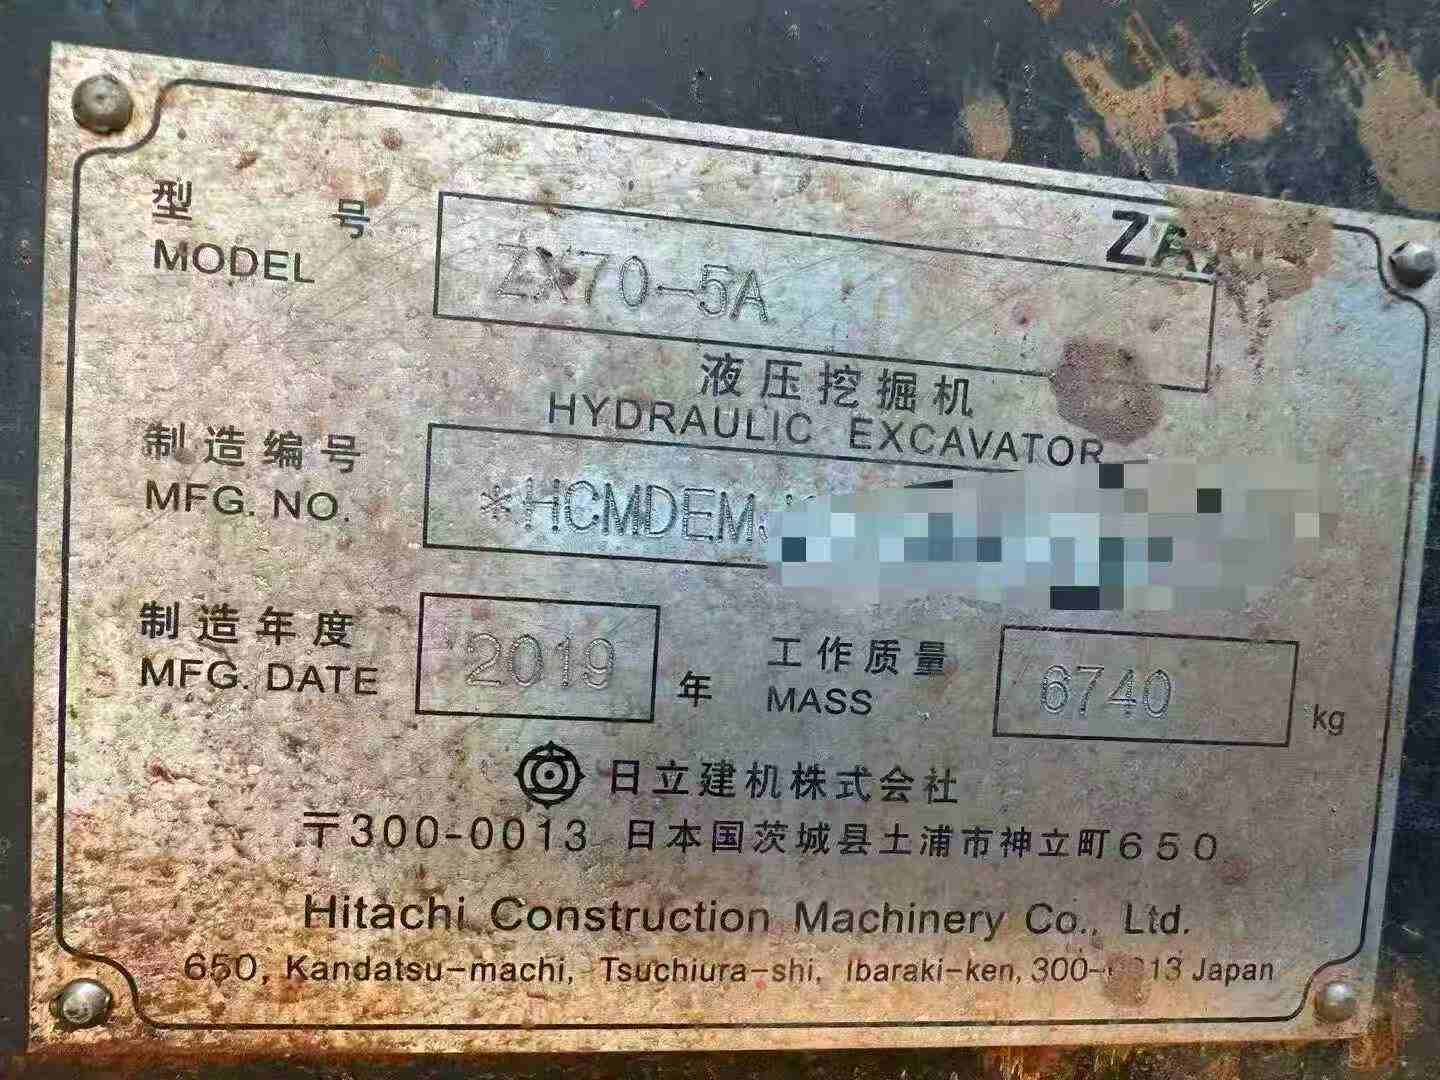 型号
MODEL
ZX70-5A
液压挖掘机
HYDRAULIC EXCAVATOR
制造编号
MFG. NO.
*HCMDEM
制造年度
MFG. DATE
2019
年
工作质量
MASS
6740
kg
日立建机株式会社
〒300-0013 日本国茨城县土浦市神立町650
Hitachi Construction Machinery Co., Ltd.
650, Kandatsu-machi, Tsuchiura-shi, Ibaraki-ken, Japan